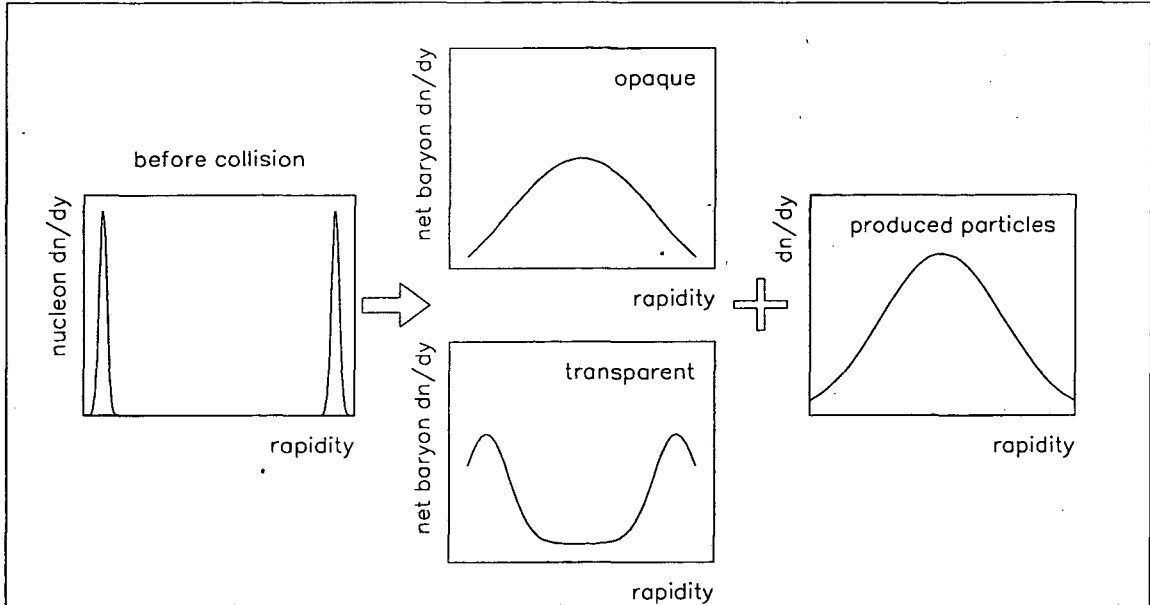 before collision
nucleon dn/dy
rapidity
net baryon dn/dy
opaque
rapidity
net baryon dn/dy
transparent
rapidity
dn/dy
produced particles
rapidity